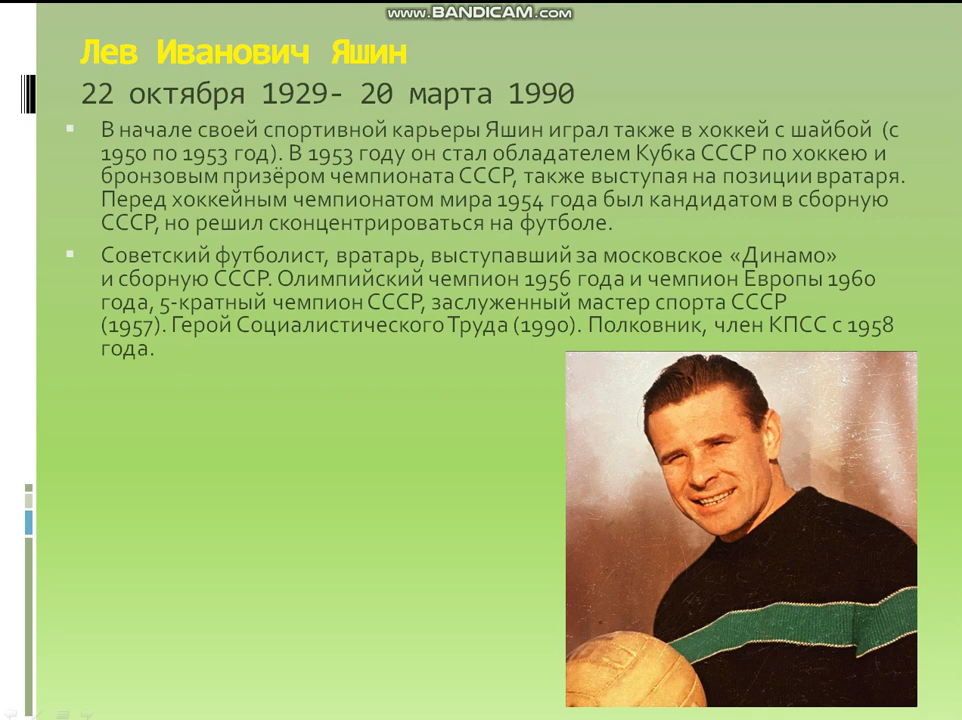 www.BANDICAM.com
Лев Иванович Яшин
22 октября 1929- 20 марта 1990
В начале своей спортивной карьеры Яшин играл также в хоккей с шайбой (с
1950 по 1953 год). В 1953 году он стал обладателем Кубка СССР по хоккею и
бронзовым призёром чемпионата СССР, также выступая на позиции вратаря.
Перед хоккейным чемпионатом мира 1954 года был кандидатом в сборную
СССР, но решил сконцентрироваться на футболе.
Советский футболист, вратарь, выступавший за московское «Динамо»
и сборную СССР. Олимпийский чемпион 1956 года и чемпион Европы 1960
года, 5-кратный чемпион СССР, заслуженный мастер спорта СССР
(1957). Герой Социалистического Труда (1990). Полковник, член КПСС с 1958
года.